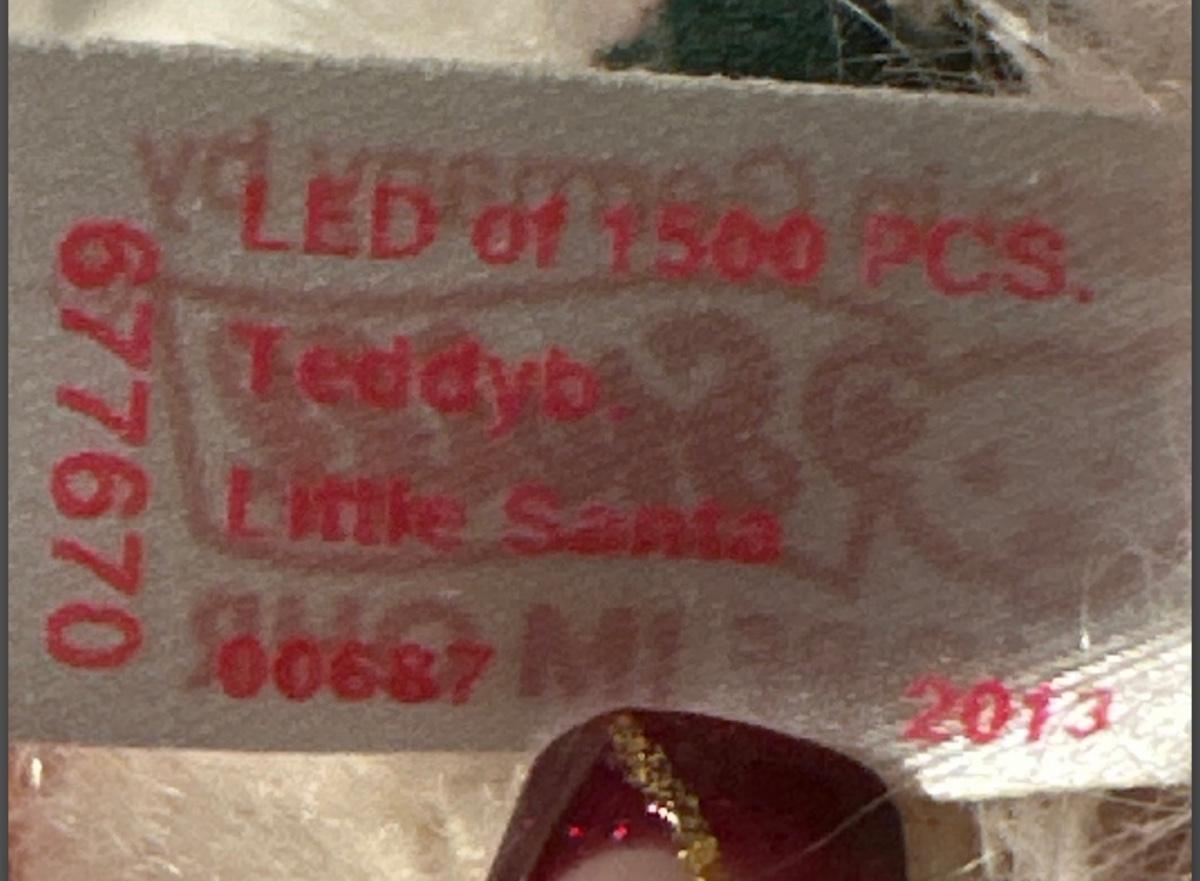 LED of 1500 PCS.
Teddyb.
Little Santa
00687
2013
677670